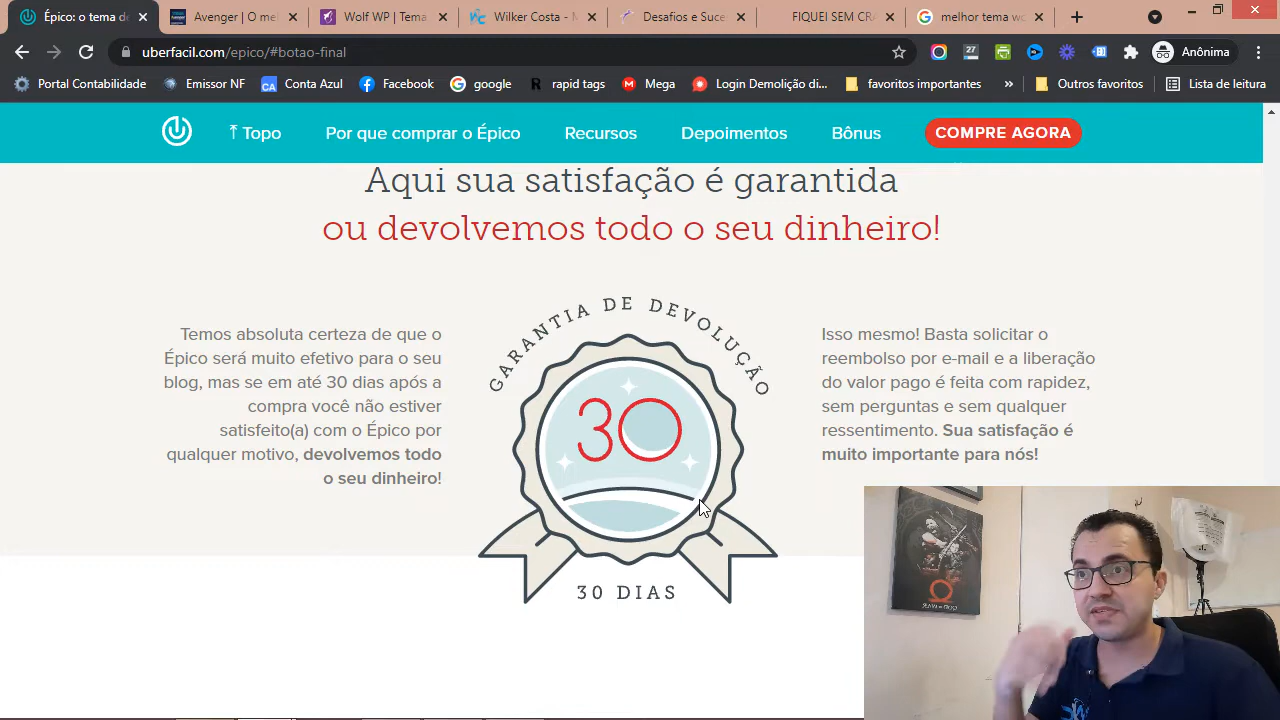 Épico: o tema de
Avenger | O me
Wolf WP | Tema
Wilker Costa - M
Desafios e Suce
FIQUEI SEM CR
melhor tema wo
uberfacil.com/epico/#botao-final
27
Anônima
Portal Contabilidade
Emissor NF
CA
Conta Azul
Facebook
google
R
rapid tags
Mega
Login Demolição di...
favoritos importantes
»
Outros favoritos
Lista de leitura
Topo
Por que comprar o Épico
Recursos
Depoimentos
Bônus
COMPRE AGORA
Aqui sua satisfação é garantida
ou devolvemos todo o seu dinheiro!
Temos absoluta certeza de que o
Épico será muito efetivo para o seu
blog, mas se em até 30 dias após a
compra você não estiver
satisfeito(a) com o Épico por
qualquer motivo, devolvemos todo
o seu dinheiro!
GARANTIA DE DEVOLUÇÃO
30
30 DIAS
Isso mesmo! Basta solicitar o
reembolso por e-mail e a liberação
do valor pago é feita com rapidez,
sem perguntas e sem qualquer
ressentimento. Sua satisfação é
muito importante para nós!